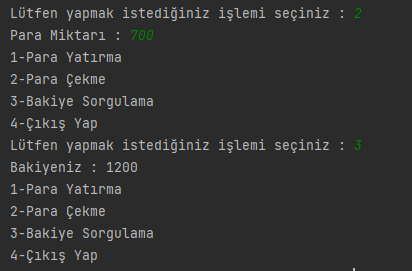 Lütfen yapmak istediğiniz işlemi seçiniz : 2
Para Miktarı : 700
1-Para Yatırma
2-Para Çekme
3-Bakiye Sorgulama
4-Çıkış Yap
Lütfen yapmak istediğiniz işlemi seçiniz : 3
Bakiyeniz : 1200
1-Para Yatırma
2-Para Çekme
3-Bakiye Sorgulama
4-Çıkış Yap